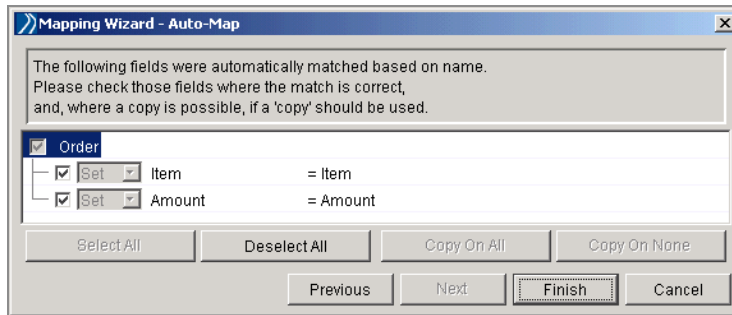 Mapping Wizard - Auto-Map
The following fields were automatically matched based on name.
Please check those fields where the match is correct,
and, where a copy is possible, if a 'copy' should be used.
Order
Set Item = Item
Set Amount = Amount
Select All Deselect All Copy On All Copy On None
Previous Next Finish Cancel